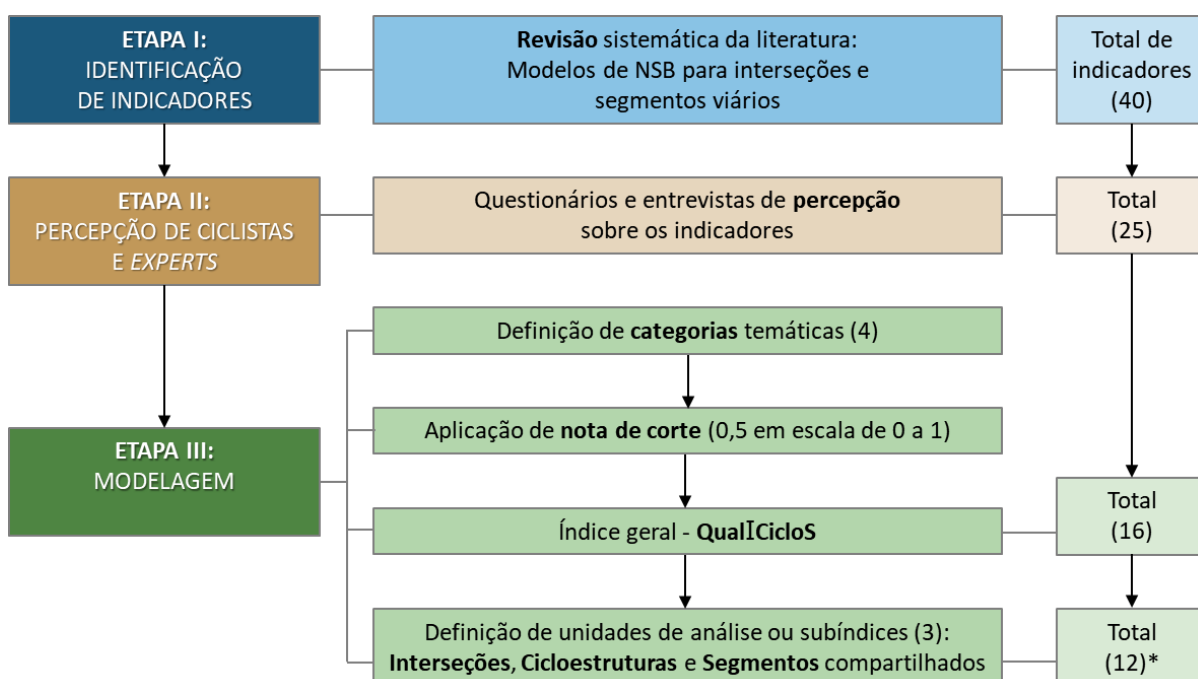 ETAPA I:
IDENTIFICAÇÃO
DE INDICADORES
Revisão sistemática da literatura:
Modelos de NSB para interseções e
segmentos viários
Total de
indicadores
(40)
ETAPA II:
PERCEPÇÃO DE CICLISTAS
E EXPERTS
Questionários e entrevistas de percepção
sobre os indicadores
Total
(25)
ETAPA III:
MODELAGEM
Definição de categorias temáticas (4)
Aplicação de nota de corte (0,5 em escala de 0 a 1)
Índice geral - QualICicloS
Total
(16)
Definição de unidades de análise ou subíndices (3):
Interseções, Cicloestruturas e Segmentos compartilhados
Total
(12)*